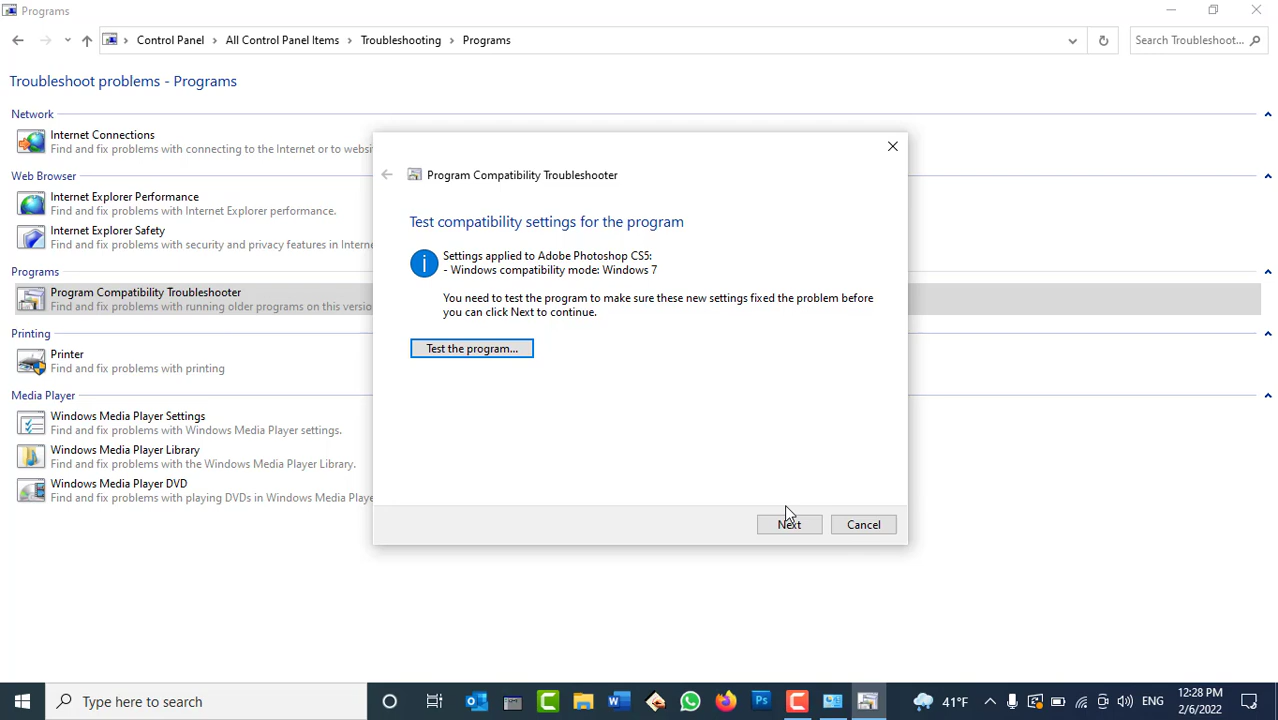 Programs
Control Panel > All Control Panel Items > Troubleshooting > Programs
Search Troubleshoot...
Troubleshoot problems - Programs
Network
Internet Connections
Find and fix problems with connecting to the Internet or to websi
Web Browser
Internet Explorer Performance
Find and fix problems with Internet Explorer performance.
Internet Explorer Safety
Find and fix problems with security and privacy features in Intern
Programs
Program Compatibility Troubleshooter
Find and fix problems with running older programs on this versio
Printing
Printer
Find and fix problems with printing
Media Player
Windows Media Player Settings
Find and fix problems with Windows Media Player settings.
Windows Media Player Library
Find and fix problems with the Windows Media Player Library.
Windows Media Player DVD
Find and fix problems with playing DVDs in Windows Media Play
Program Compatibility Troubleshooter
Test compatibility settings for the program
Settings applied to Adobe Photoshop CS5:
- Windows compatibility mode: Windows 7
You need to test the program to make sure these new settings fixed the problem before
you can click Next to continue.
Test the program...
Next
Cancel
Type here to search
41°F
ENG
12:28 PM
2/6/2022